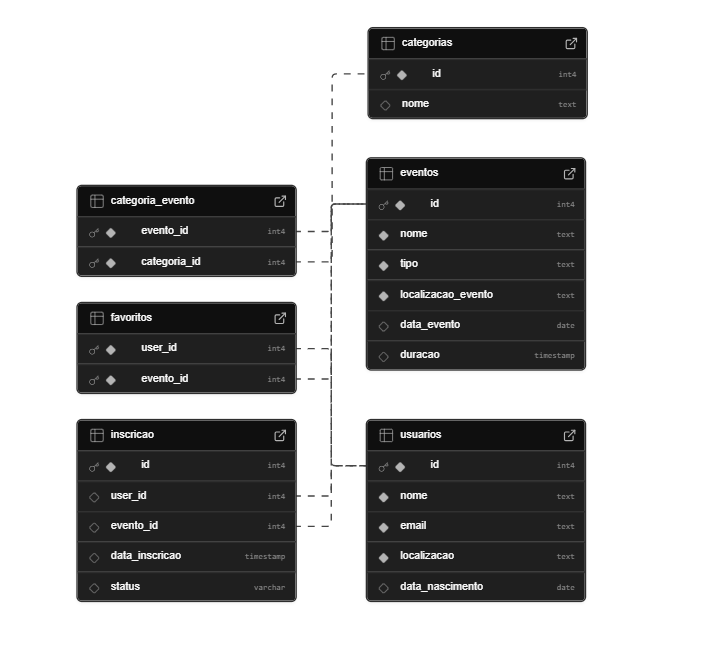 categorias
id int4
nome text
eventos
id int4
nome text
tipo text
localizacao_evento text
data_evento date
duracao timestamp
categoria_evento
evento_id int4
categoria_id int4
favoritos
user_id int4
evento_id int4
inscricao
id int4
user_id int4
evento_id int4
data_inscricao timestamp
status varchar
usuarios
id int4
nome text
email text
localizacao text
data_nascimento date